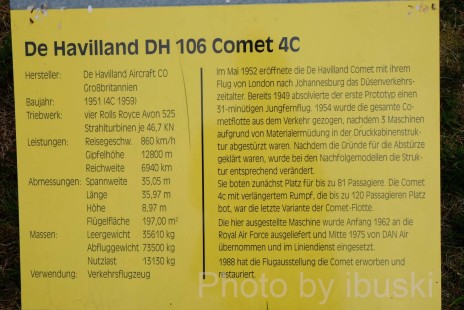 De Havilland DH 106 Comet 4C
Hersteller: De Havilland Aircraft CO
Großbritannien
Baujahr: 1951 (4C 1959)
Triebwerk: vier Rolls Royce Avon 525
Strahlturbinen je 46,7 KN
Leistungen: Reisegeschw. 860 km/h
Gipfelhöhe 12800 m
Reichweite 6940 km
Abmessungen: Spannweite 35,05 m
Länge 35,97 m
Höhe 8,97 m
Flügelfläche 197,00 m²
Massen: Leergewicht 35610 kg
Abfluggewicht 73500 kg
Nutzlast 13130 kg
Verwendung: Verkehrsflugzeug
Im Mai 1952 eröffnete die De Havilland Comet mit ihrem
Flug von London nach Johannesburg das Düsenverkehrs-
zeitalter. Bereits 1949 absolvierte der erste Prototyp einen
31-minütigen Jungfernflug. 1954 wurde die gesamte Co-
metflotte aus dem Verkehr gezogen, nachdem 3 Maschinen
aufgrund von Materialermüdung in der Druckkabinenstruk-
tur abgestürzt waren. Nachdem die Gründe für die Abstürze
geklärt waren, wurde bei den Nachfolgemodellen die Struk-
tur entsprechend verändert.
Sie boten zunächst Platz für bis zu 81 Passagiere. Die Comet
4c mit verlängertem Rumpf, die bis zu 120 Passagieren Platz
bot, war die letzte Variante der Comet-Flotte.
Die hier ausgestellte Maschine wurde Anfang 1962 an die
Royal Air Force ausgeliefert und Mitte 1975 von DAN Air
übernommen und im Liniendienst eingesetzt.
1988 hat die Flugausstellung die Comet erworben und
restauriert.
Photo by ibuski